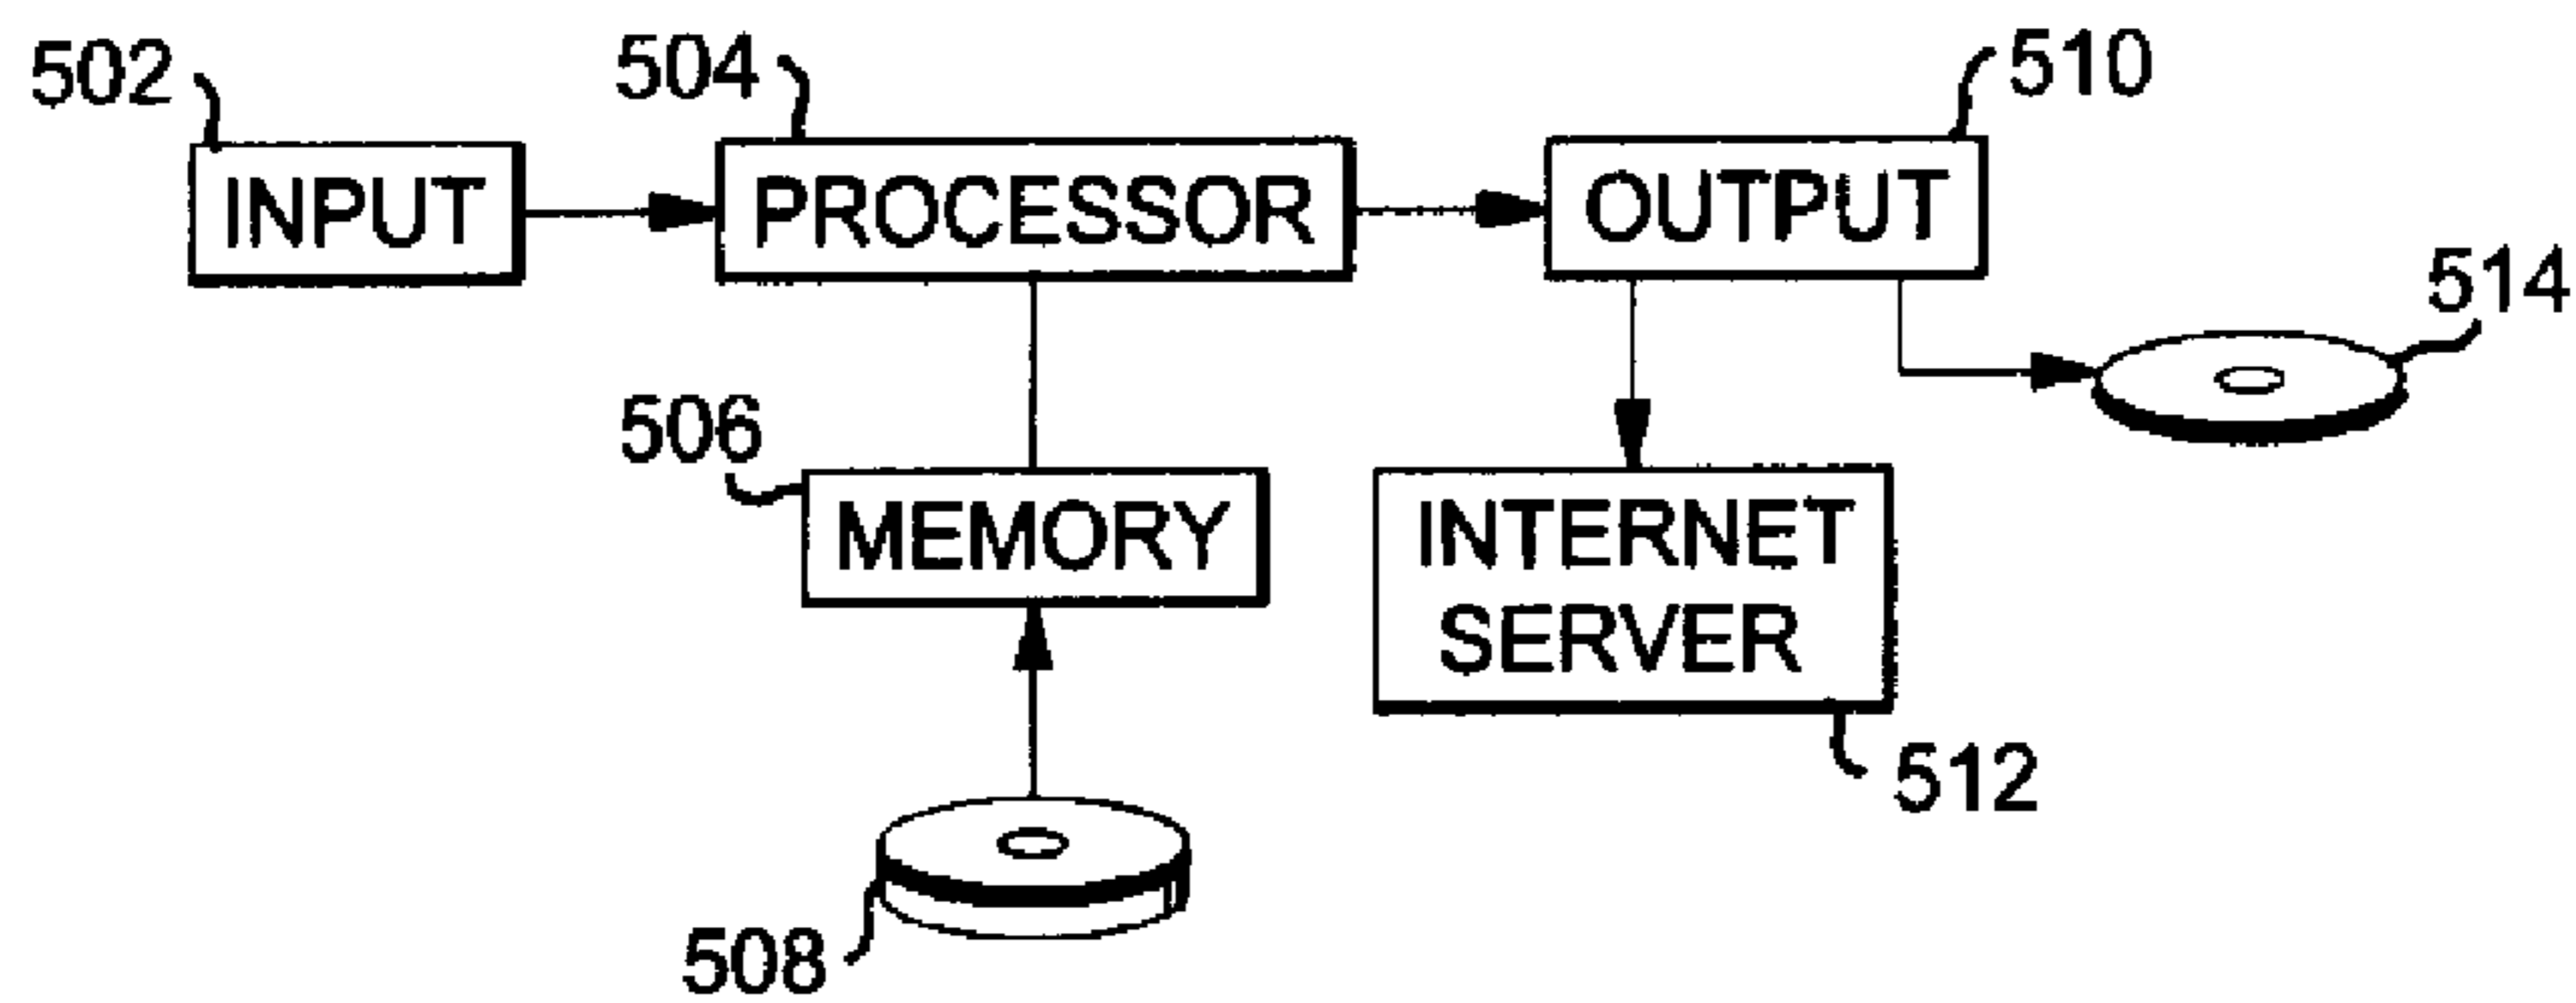 502
504
510
INPUT
PROCESSOR
OUTPUT
514
506
MEMORY
INTERNET
SERVER
512
508